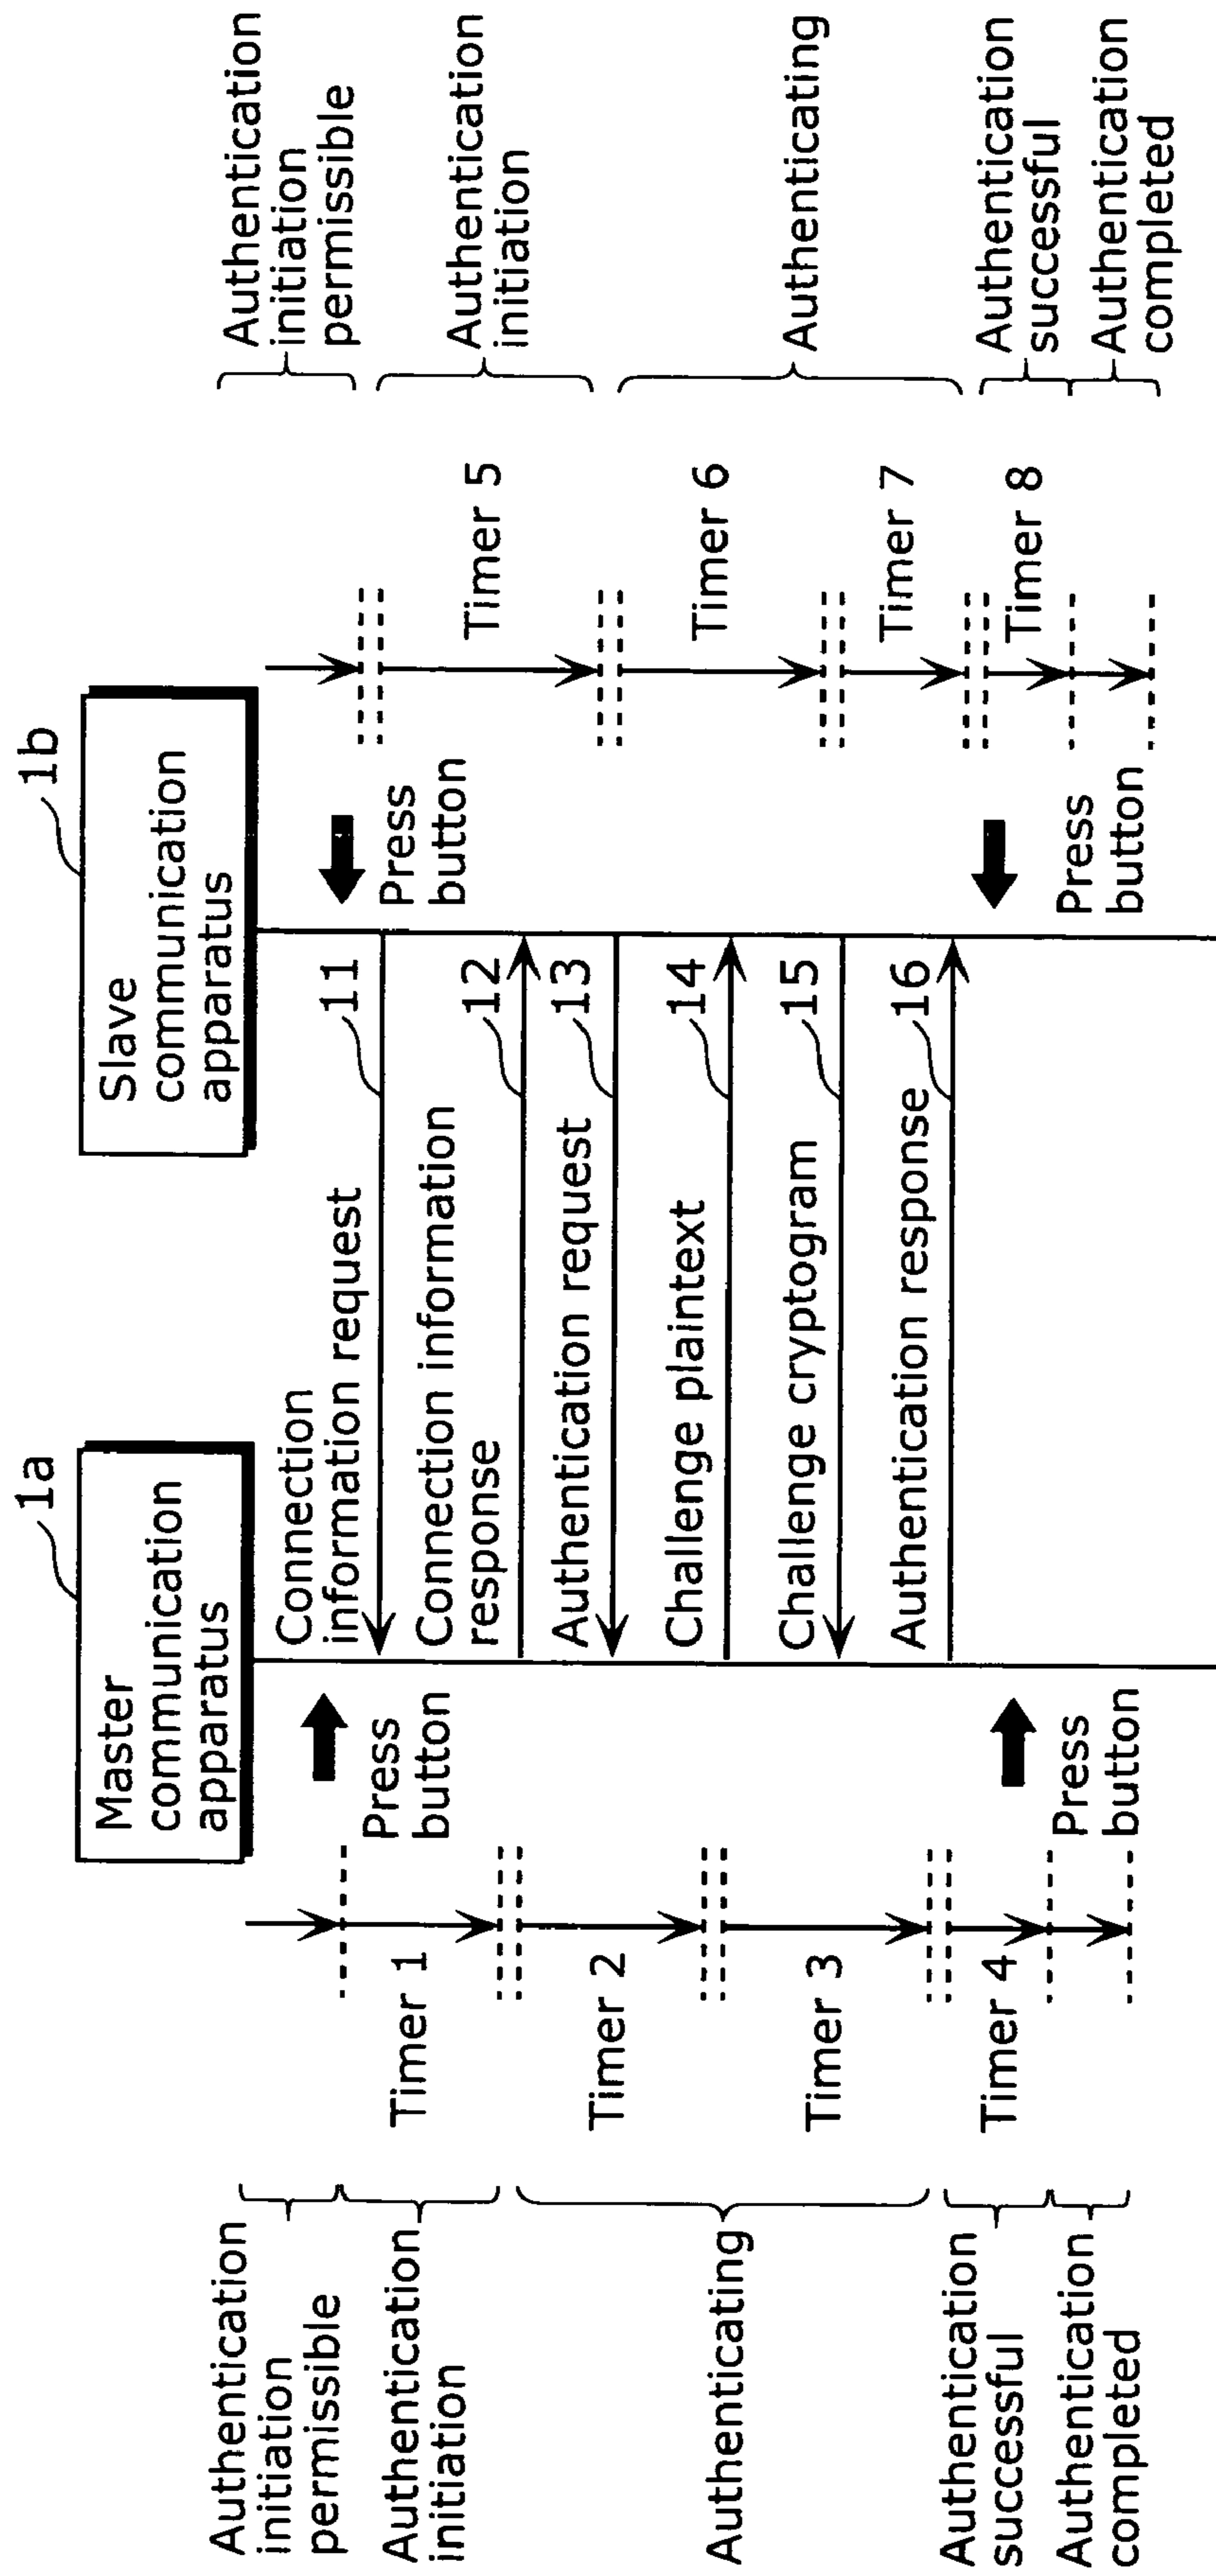 1a
1b
Master
communication
apparatus
Slave
communication
apparatus
Authentication
initiation
permissible
Authentication
initiation
Authenticating
Authentication
successful
Authentication
completed
Timer 1
Timer 2
Timer 3
Timer 4
Press
button
Press
button
Connection
information request
11
Connection information
response
12
Authentication request
13
Challenge plaintext
14
Challenge cryptogram
15
Authentication response
16
Press
button
Press
button
Timer 5
Timer 6
Timer 7
Timer 8
Authentication
initiation
permissible
Authentication
initiation
Authenticating
Authentication
successful
Authentication
completed